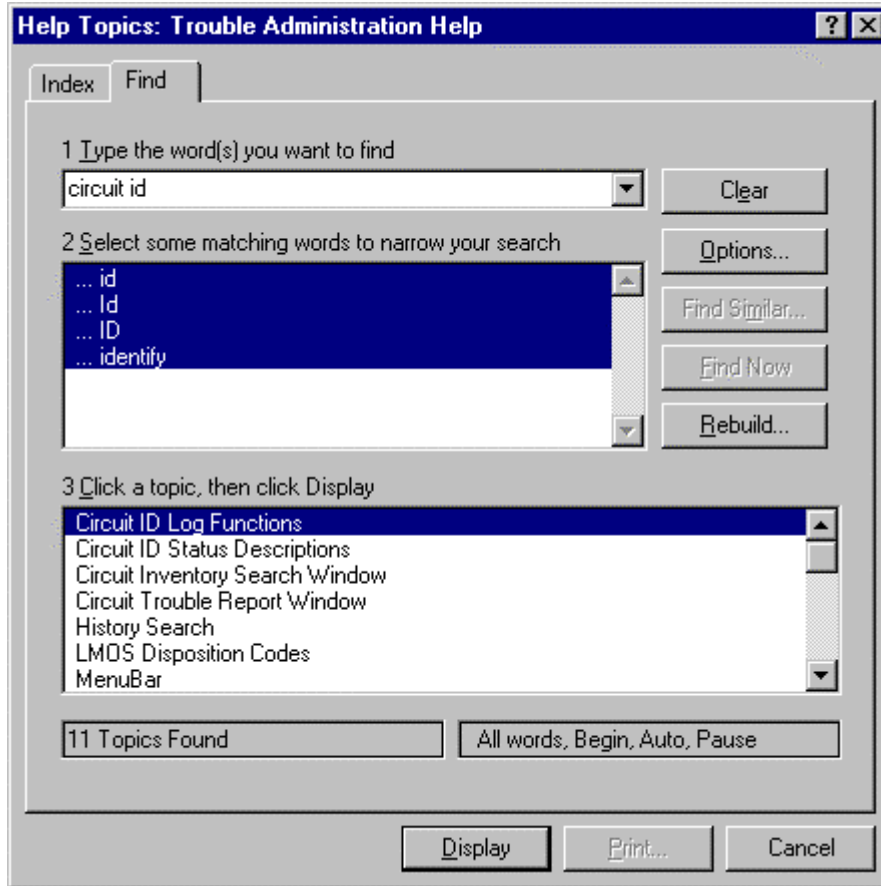 Help Topics: Trouble Administration Help
Index
Find
1 Type the word(s) you want to find
circuit id
Clear
2 Select some matching words to narrow your search
Options...
... id
... Id
... ID
... identify
Find Similar...
Find Now
Rebuild...
3 Click a topic, then click Display
Circuit ID Log Functions
Circuit ID Status Descriptions
Circuit Inventory Search Window
Circuit Trouble Report Window
History Search
LMOS Disposition Codes
MenuBar
11 Topics Found
All words, Begin, Auto, Pause
Display
Print...
Cancel